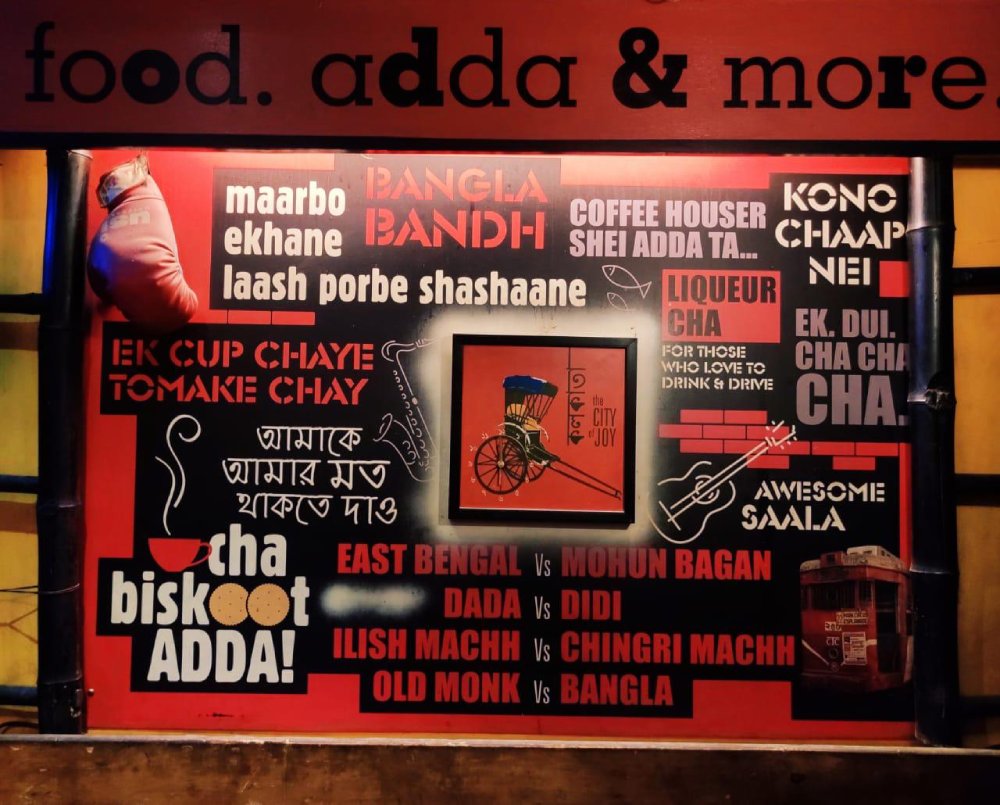 food. adda & more.
maarbo
ekhane
laash porbe shashaane
BANGLA
BANDH
COFFEE HOUSER
SHEI ADDA TA...
KONO
CHAAP
NEI
LIQUEUR
CHA
FOR THOSE
WHO LOVE TO
DRINK & DRIVE
EK. DUI.
CHA CHA
CHA.
EK CUP CHAYE
TOMAKE CHAY
কলকাতা
the
CITY
of JOY
আমাকে
আমার মত
থাকতে দাও
AWESOME
SAALA
cha
biskoot
ADDA!
EAST BENGAL Vs MOHUN BAGAN
DADA Vs DIDI
ILISH MACHH Vs CHINGRI MACHH
OLD MONK Vs BANGLA